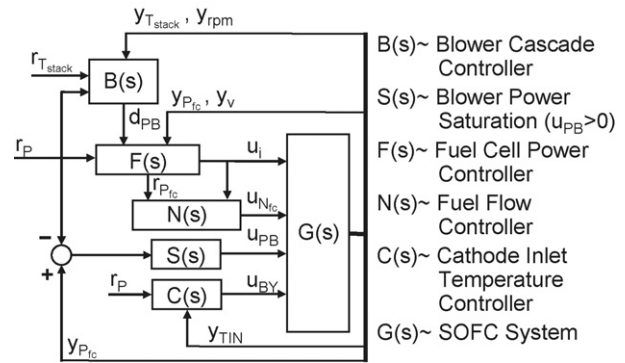 y_Tstack , y_rpm
r_Tstack
B(s)
d_PB
y_Pfc , y_v
r_P
F(s)
u_i
r_Pfc
N(s)
u_Nfc
G(s)
−
+
S(s)
u_PB
r_P
C(s)
u_BY
y_TIN
y_Pfc
B(s)~ Blower Cascade
Controller
S(s)~ Blower Power
Saturation (u_PB>0)
F(s)~ Fuel Cell Power
Controller
N(s)~ Fuel Flow
Controller
C(s)~ Cathode Inlet
Temperature
Controller
G(s)~ SOFC System